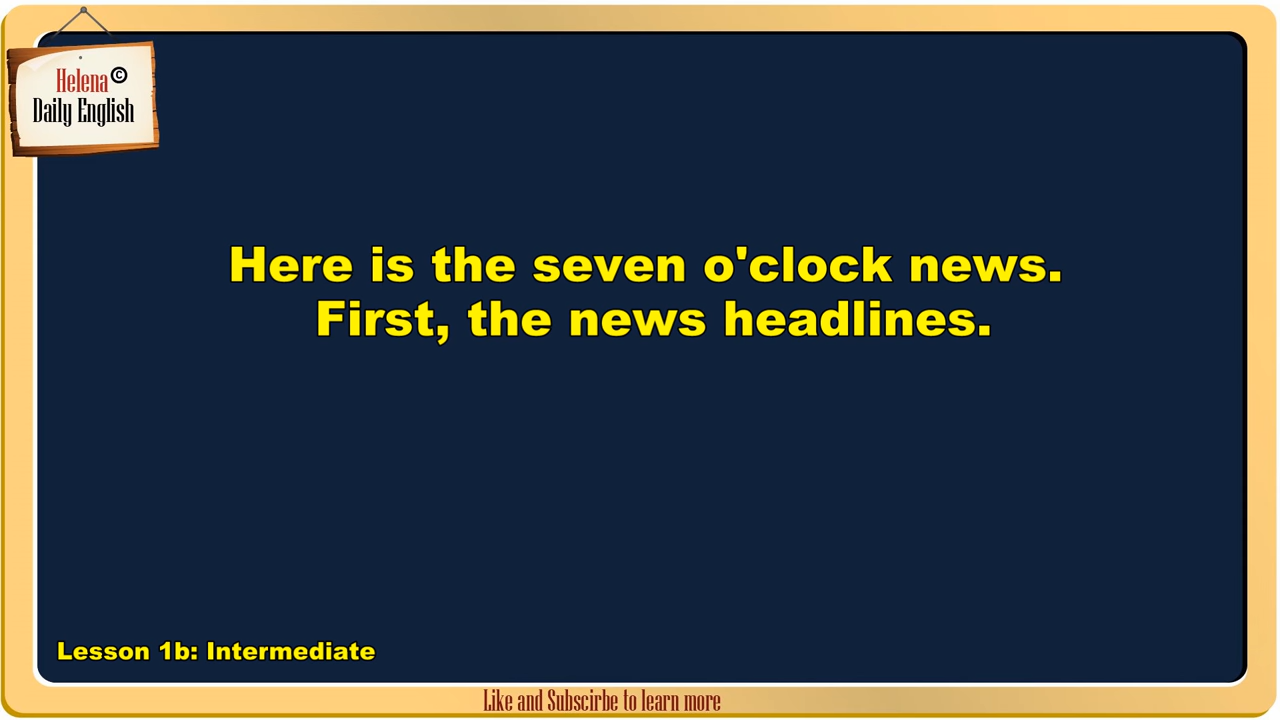 Helena ©
Daily English
Here is the seven o'clock news.
First, the news headlines.
Lesson 1b: Intermediate
Like and Subscirbe to learn more